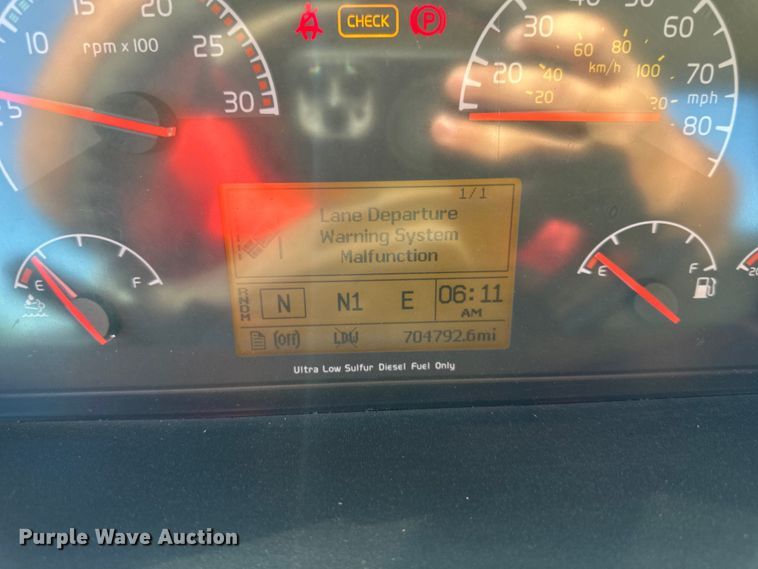 15 20
10 rpm x 100 25
5 30
CHECK
P
30 60
20 70
mph
80
60 80
40 km/h 100
20
E F
E F
1/1
Lane Departure
Warning System
Malfunction
RNDM N N1 E 06:11
AM
(Off) LDW 704792.6mi
Ultra Low Sulfur Diesel Fuel Only
Purple Wave Auction